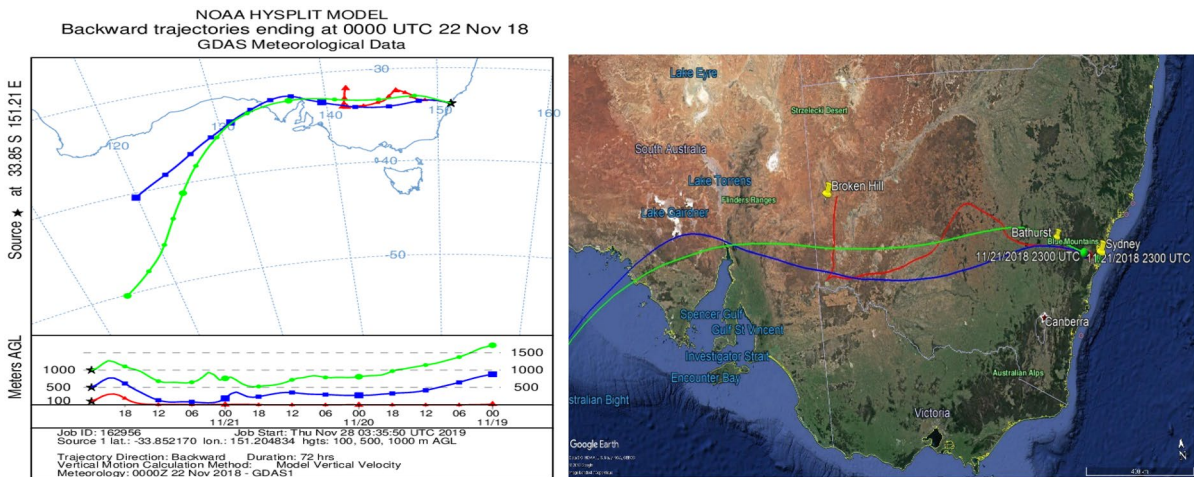 NOAA HYSPLIT MODEL
Backward trajectories ending at 0000 UTC 22 Nov 18
GDAS Meteorological Data
Source ★ at 33.85 S 151.21 E
-30
120
130
140
150
160
-40
-50
Meters AGL
1000
500
100
1500
1000
500
18 12 06 00 18 12 06 00 18 12 06 00
11/21 11/20 11/19
Job ID: 162956 Job Start: Thu Nov 28 03:35:50 UTC 2019
Source 1 lat.: -33.852170 lon.: 151.204834 hgts: 100, 500, 1000 m AGL
Trajectory Direction: Backward Duration: 72 hrs
Vertical Motion Calculation Method: Model Vertical Velocity
Meteorology: 0000Z 22 Nov 2018 - GDAS1
Lake Eyre
Strzelecki Desert
South Australia
Lake Torrens
Broken Hill
Flinders Ranges
Lake Gairdner
Bathurst
Blue Mountains
Sydney
11/21/2018 2300 UTC
11/21/2018 2300 UTC
Spencer Gulf
Gulf St Vincent
Canberra
Investigator Strait
Encounter Bay
Australian Alps
stralian Bight
Victoria
Google Earth
N
400 km